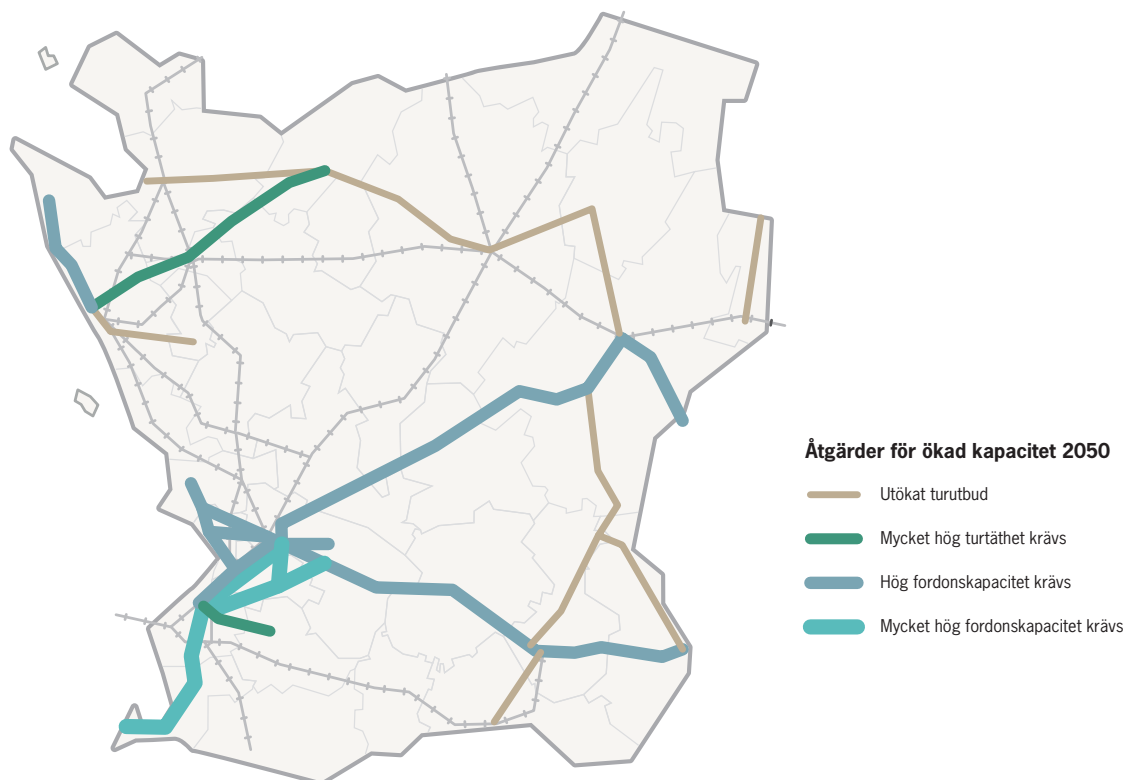 Åtgärder för ökad kapacitet 2050
Utökat turutbud
Mycket hög turtäthet krävs
Hög fordonskapacitet krävs
Mycket hög fordonskapacitet krävs